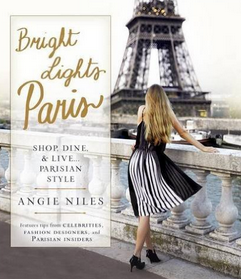 Bright
Lights
Paris
SHOP, DINE,
& LIVE...
PARISIAN
STYLE
ANGIE NILES
features tips from CELEBRITIES,
FASHION DESIGNERS, and
PARISIAN INSIDERS